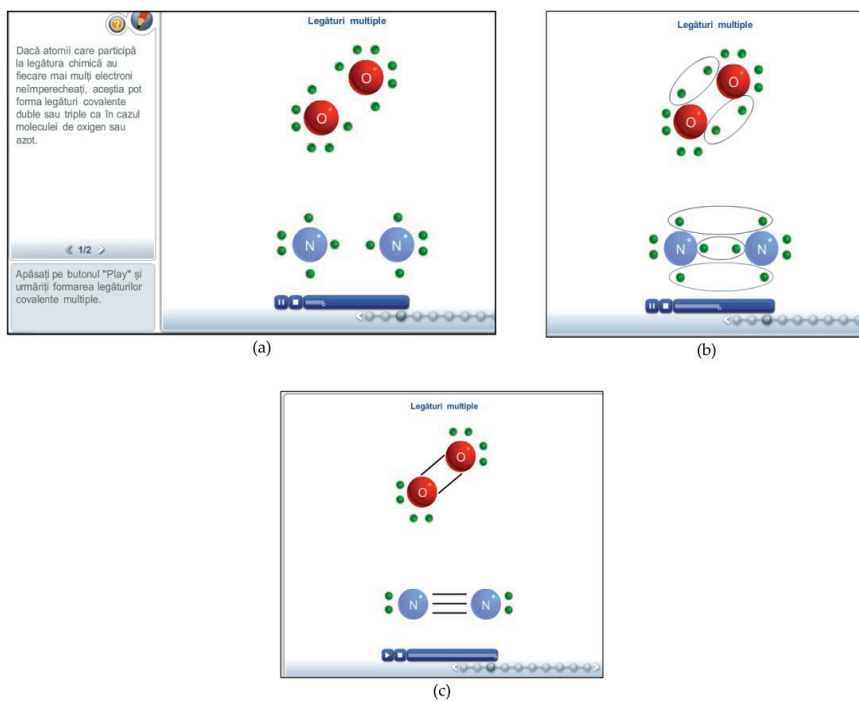 Legături multiple
Dacă atomii care participă
la legătura chimică au
fiecare mai mulți electroni
neîmperecheați, aceștia pot
forma legături covalente
duble sau triple ca în cazul
moleculei de oxigen sau
azot.
1/2
Apăsați pe butonul "Play" și
urmăriți formarea legăturilor
covalente multiple.
O
O
N
N
(a)
Legături multiple
O
O
N
N
(b)
Legături multiple
O
O
N
N
(c)